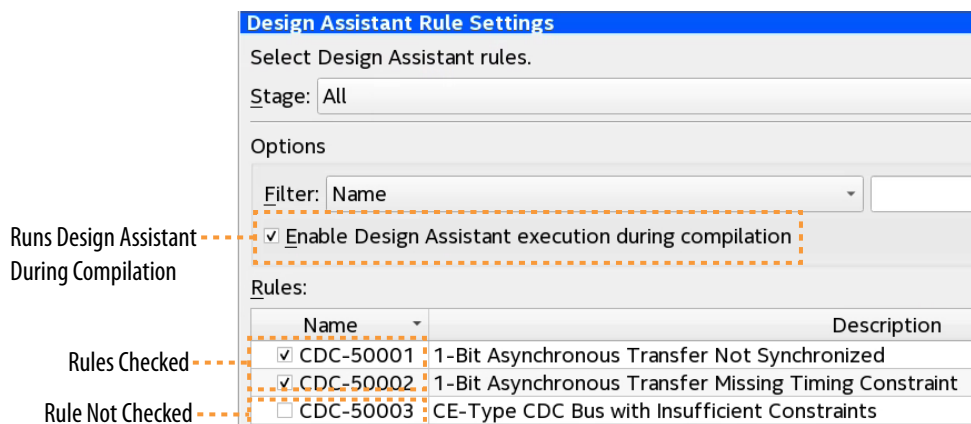 Design Assistant Rule Settings
Select Design Assistant rules.
Stage: All
Options
Filter: Name
Runs Design Assistant
During Compilation
Enable Design Assistant execution during compilation
Rules:
Name Description
Rules Checked
CDC-50001 1-Bit Asynchronous Transfer Not Synchronized
CDC-50002 1-Bit Asynchronous Transfer Missing Timing Constraint
Rule Not Checked
CDC-50003 CE-Type CDC Bus with Insufficient Constraints